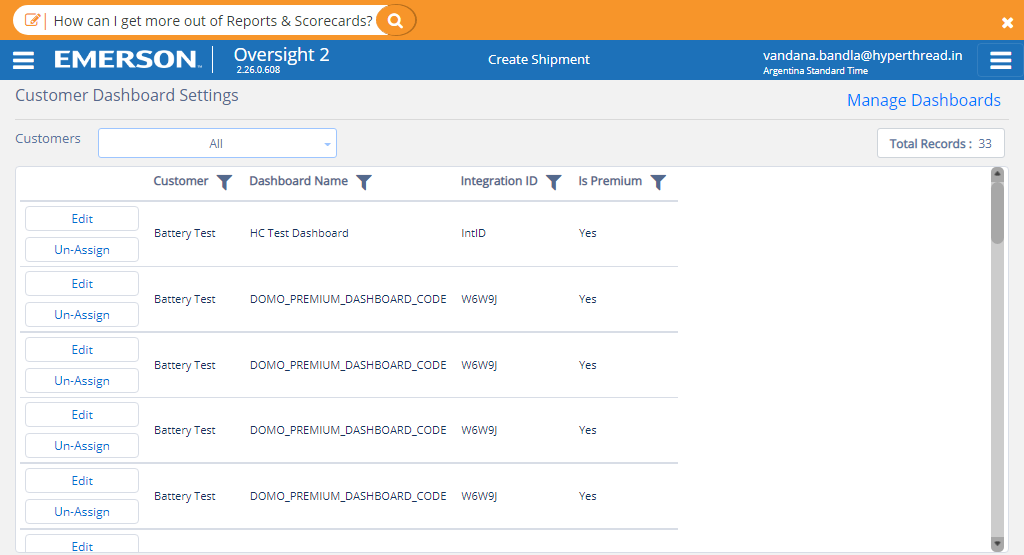 How can I get more out of Reports & Scorecards?
EMERSON Oversight 2 Create Shipment vandana.bandla@hyperthread.in
2.26.0.608 Argentina Standard Time
Customer Dashboard Settings Manage Dashboards
Customers All Total Records : 33
Customer Dashboard Name Integration ID Is Premium
Edit
Un-Assign
Battery Test HC Test Dashboard IntID Yes
Edit
Un-Assign
Battery Test DOMO_PREMIUM_DASHBOARD_CODE W6W9J Yes
Edit
Un-Assign
Battery Test DOMO_PREMIUM_DASHBOARD_CODE W6W9J Yes
Edit
Un-Assign
Battery Test DOMO_PREMIUM_DASHBOARD_CODE W6W9J Yes
Edit
Un-Assign
Battery Test DOMO_PREMIUM_DASHBOARD_CODE W6W9J Yes
Edit